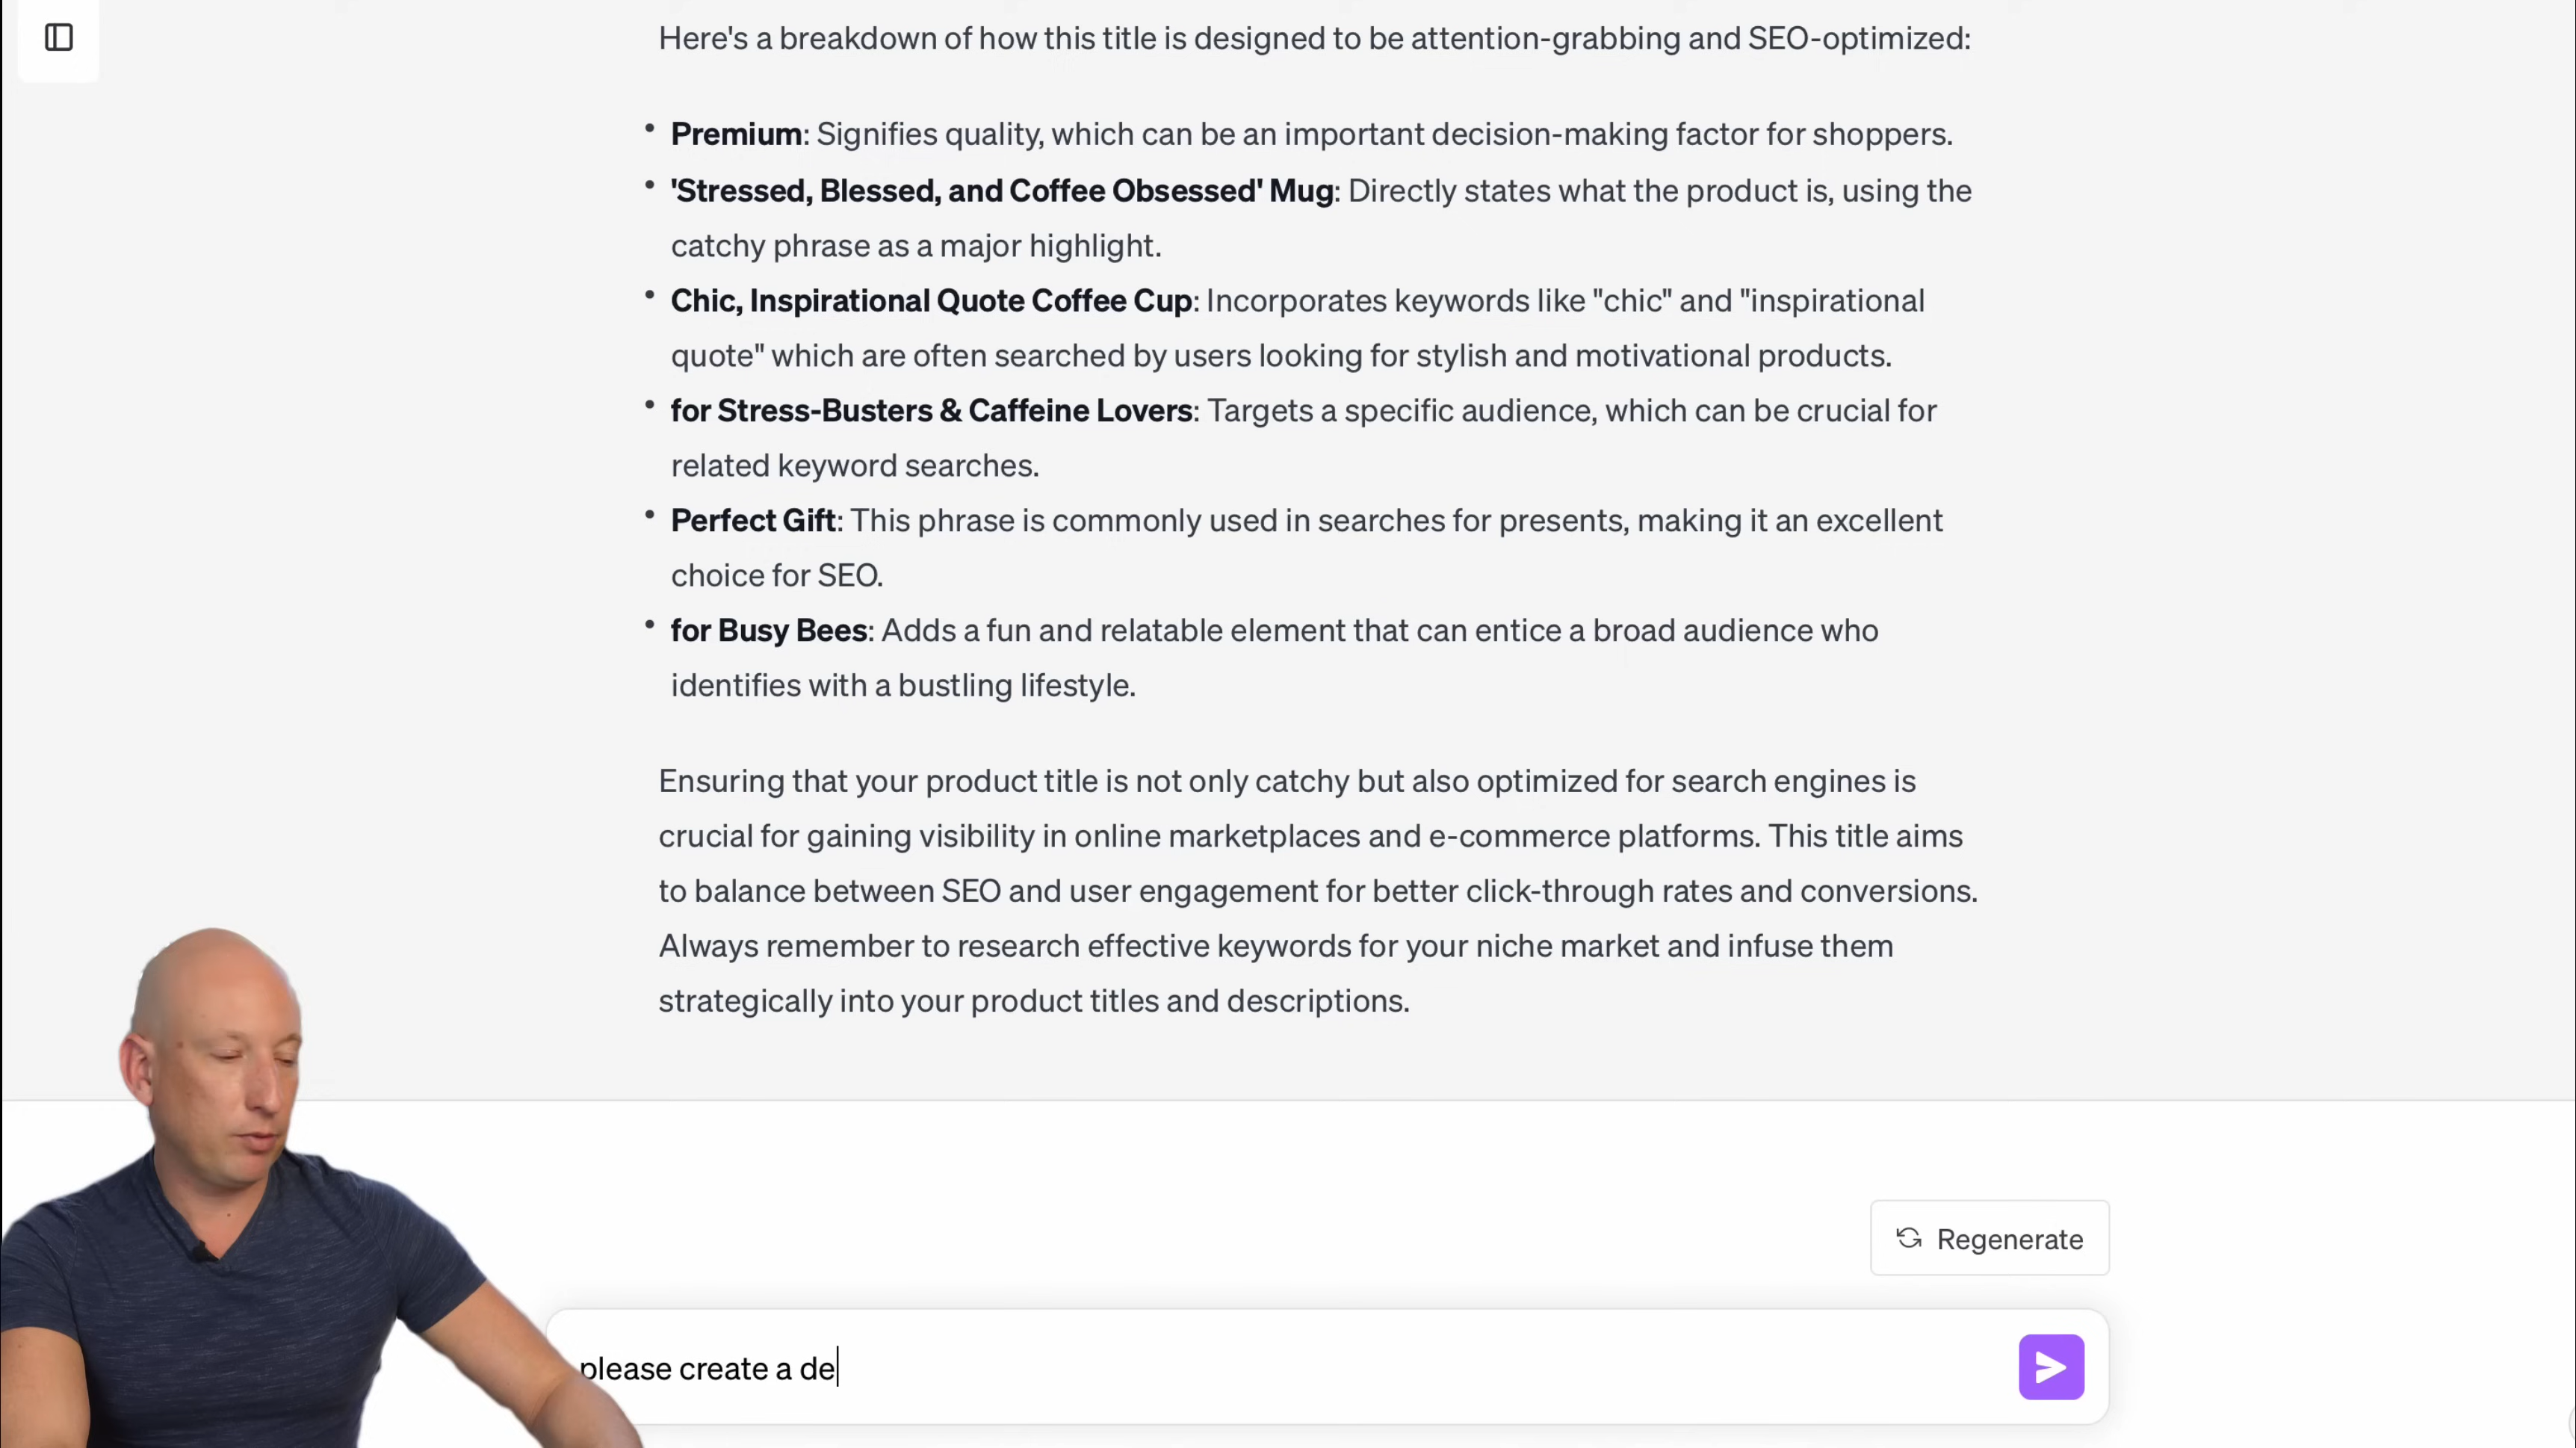 Here's a breakdown of how this title is designed to be attention-grabbing and SEO-optimized:
• Premium: Signifies quality, which can be an important decision-making factor for shoppers.
• 'Stressed, Blessed, and Coffee Obsessed' Mug: Directly states what the product is, using the
catchy phrase as a major highlight.
• Chic, Inspirational Quote Coffee Cup: Incorporates keywords like "chic" and "inspirational
quote" which are often searched by users looking for stylish and motivational products.
• for Stress-Busters & Caffeine Lovers: Targets a specific audience, which can be crucial for
related keyword searches.
• Perfect Gift: This phrase is commonly used in searches for presents, making it an excellent
choice for SEO.
• for Busy Bees: Adds a fun and relatable element that can entice a broad audience who
identifies with a bustling lifestyle.
Ensuring that your product title is not only catchy but also optimized for search engines is
crucial for gaining visibility in online marketplaces and e-commerce platforms. This title aims
to balance between SEO and user engagement for better click-through rates and conversions.
Always remember to research effective keywords for your niche market and infuse them
strategically into your product titles and descriptions.
Regenerate
please create a de